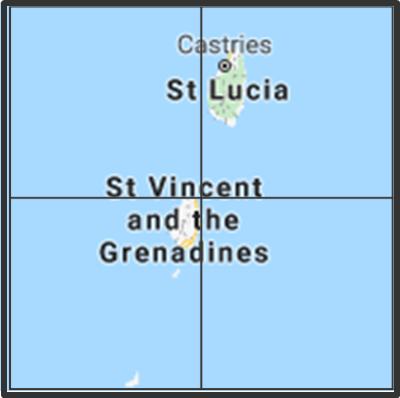 Castries
St Lucia
St Vincent
and the
Grenadines